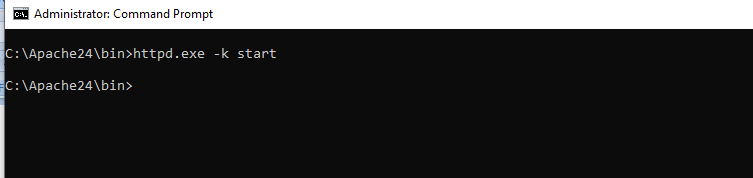 Administrator: Command Prompt
C:\Apache24\bin>httpd.exe -k start
C:\Apache24\bin>